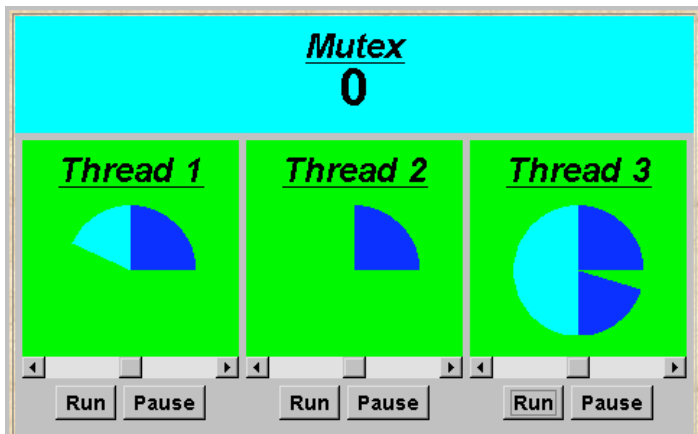 Mutex
0
Thread 1 Thread 2 Thread 3
Run Pause Run Pause Run Pause